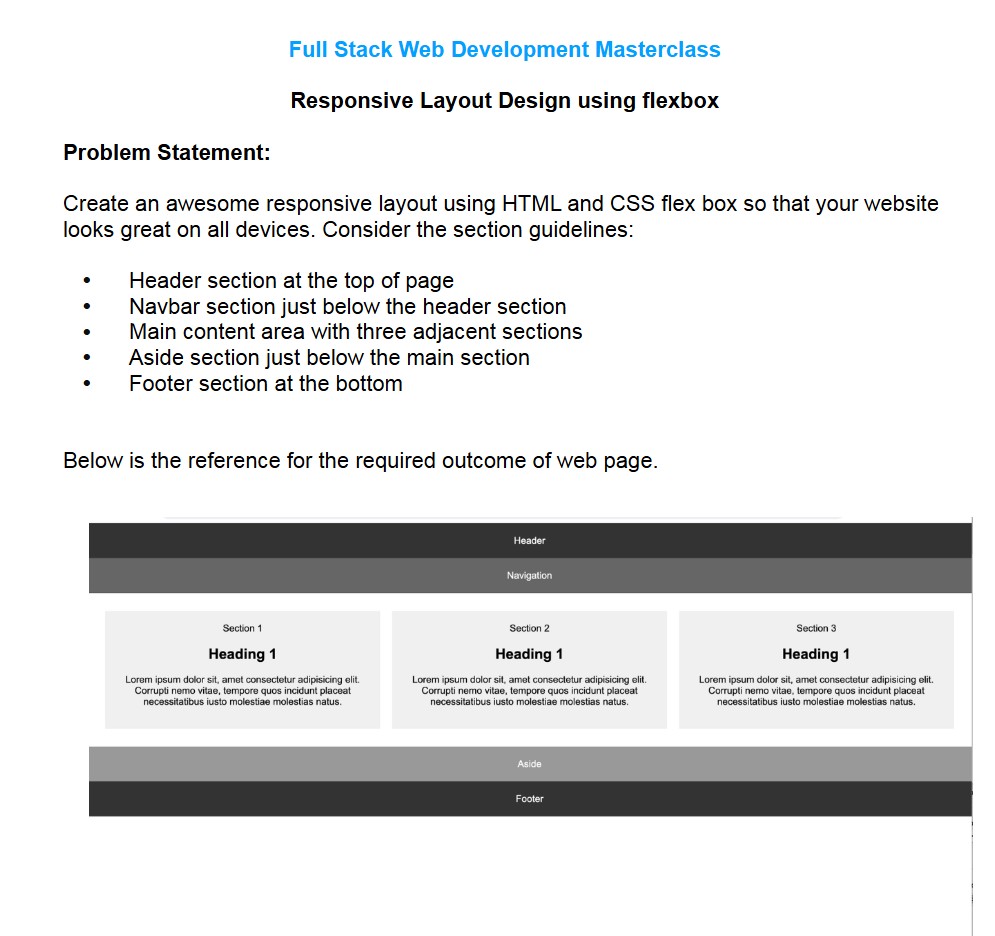 Full Stack Web Development Masterclass
Responsive Layout Design using flexbox
Problem Statement:
Create an awesome responsive layout using HTML and CSS flex box so that your website
looks great on all devices. Consider the section guidelines:
• Header section at the top of page
• Navbar section just below the header section
• Main content area with three adjacent sections
• Aside section just below the main section
• Footer section at the bottom
Below is the reference for the required outcome of web page.
Header
Navigation
Section 1
Heading 1
Lorem ipsum dolor sit, amet consectetur adipisicing elit.
Corrupti nemo vitae, tempore quos incidunt placeat
necessitatibus iusto molestiae molestias natus.
Section 2
Heading 1
Lorem ipsum dolor sit, amet consectetur adipisicing elit.
Corrupti nemo vitae, tempore quos incidunt placeat
necessitatibus iusto molestiae molestias natus.
Section 3
Heading 1
Lorem ipsum dolor sit, amet consectetur adipisicing elit.
Corrupti nemo vitae, tempore quos incidunt placeat
necessitatibus iusto molestiae molestias natus.
Aside
Footer